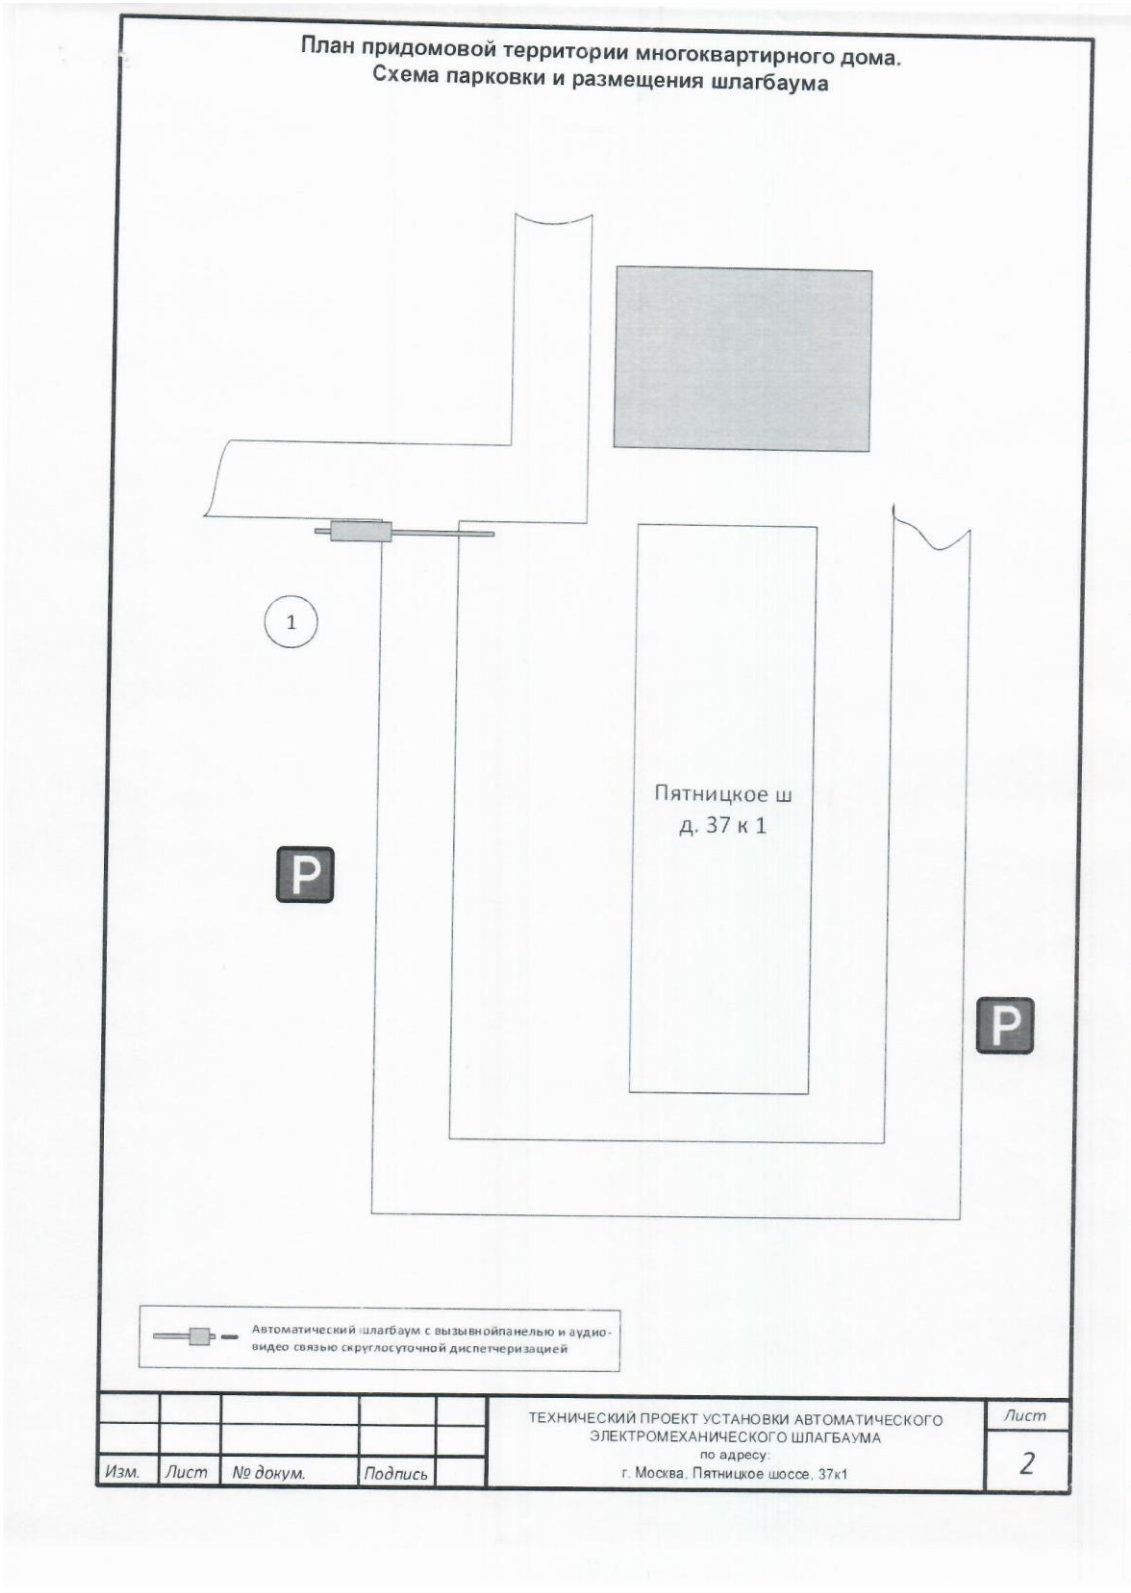 План придомовой территории многоквартирного дома.
Схема парковки и размещения шлагбаума
1
Пятницкое ш
д. 37 к 1
P
P
Автоматический шлагбаум с вызывнойпанелью и аудио-
видео связью скруглосуточной диспетчеризацией
ТЕХНИЧЕСКИЙ ПРОЕКТ УСТАНОВКИ АВТОМАТИЧЕСКОГО
ЭЛЕКТРОМЕХАНИЧЕСКОГО ШЛАГБАУМА
по адресу:
г. Москва, Пятницкое шоссе, 37к1
Лист
2
Изм. Лист № докум. Подпись